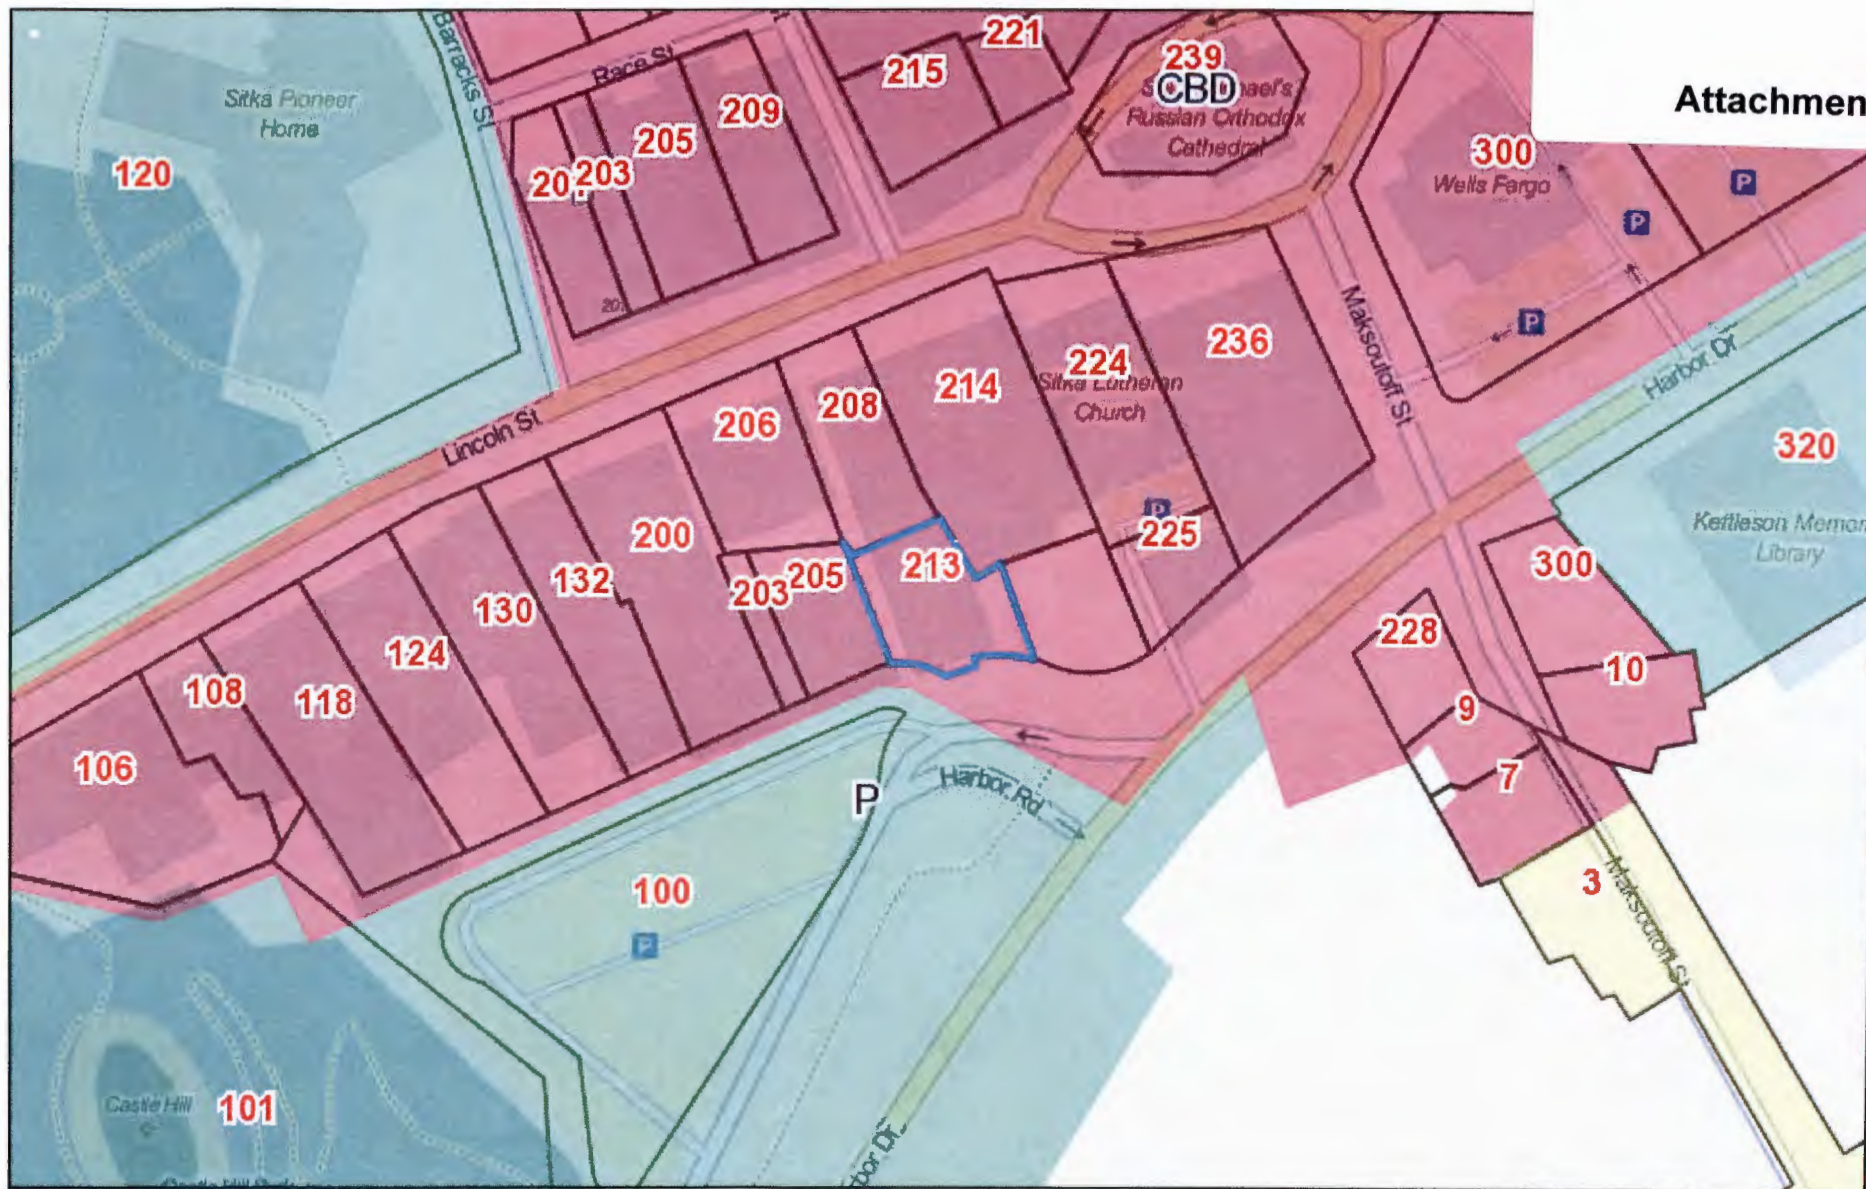 Attachmen
Barracks St
Race St
Sitka Pioneer
Home
120
201
203
205
209
215
221
239
CBD
Russian Orthodox
Cathedral
300
Wells Fargo
P
P
P
Maksoutoff St
Harbor Dr
Lincoln St
206
208
214
224
Sitka Lutheran
Church
236
320
Kettleson Memor
Library
200
203
205
213
P
225
132
130
124
118
108
106
300
228
10
9
7
3
Maksoutoff St
P
Harbor Rd
100
P
Castle Hill
101
bor Dr